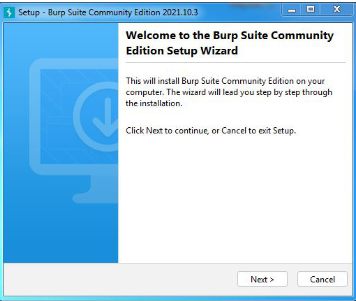 Setup - Burp Suite Community Edition 2021.10.3
Welcome to the Burp Suite Community
Edition Setup Wizard
This will install Burp Suite Community Edition on your
computer. The wizard will lead you step by step through
the installation.
Click Next to continue, or Cancel to exit Setup.
Next >
Cancel